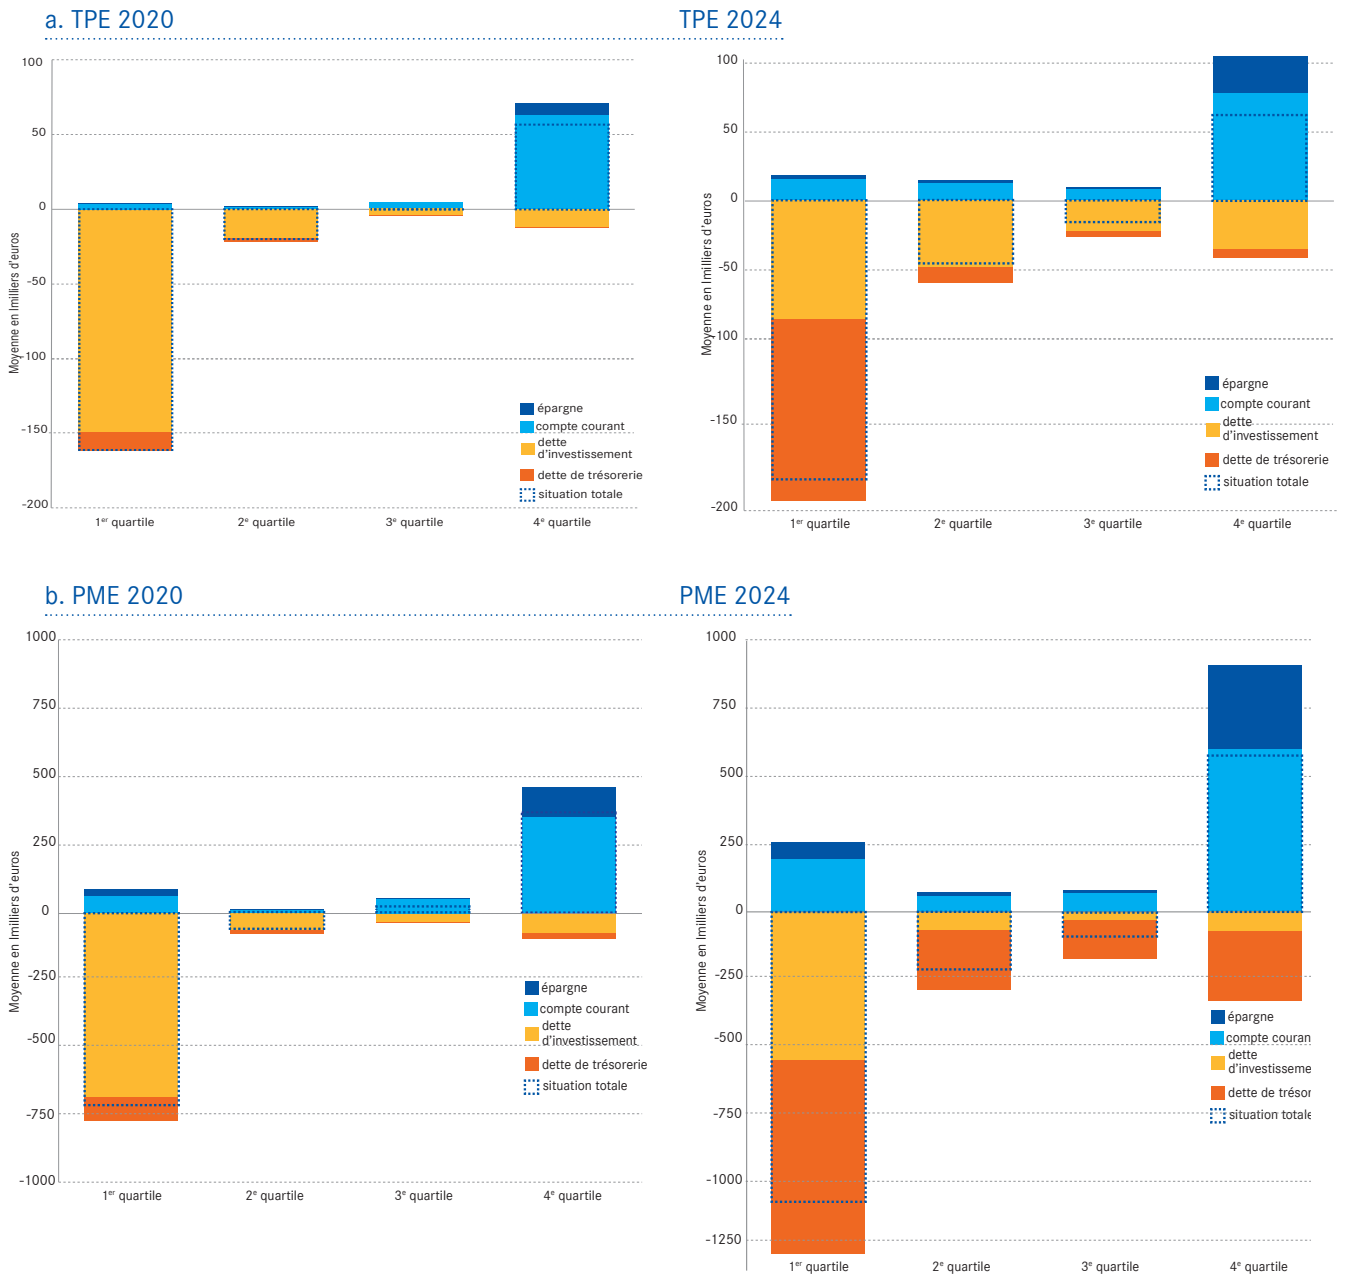 a. TPE 2020
TPE 2024
Moyenne en lmilliers d'euros
100
50
0
-50
-100
-150
-200
épargne
compte courant
dette
d'investissement
dette de trésorerie
situation totale
1er quartile
2e quartile
3e quartile
4e quartile
Moyenne en lmilliers d'euros
100
50
0
-50
-100
-150
-200
épargne
compte courant
dette
d'investissement
dette de trésorerie
situation totale
1er quartile
2e quartile
3e quartile
4e quartile
b. PME 2020
PME 2024
Moyenne en lmilliers d'euros
1000
750
500
250
0
-250
-500
-750
-1000
épargne
compte courant
dette
d'investissement
dette de trésorerie
situation totale
1er quartile
2e quartile
3e quartile
4e quartile
Moyenne en lmilliers d'euros
1000
750
500
250
0
-250
-500
-750
-1000
-1250
épargne
compte couran
dette
d'investisseme
dette de trésor
situation totale
1er quartile
2e quartile
3e quartile
4e quartile